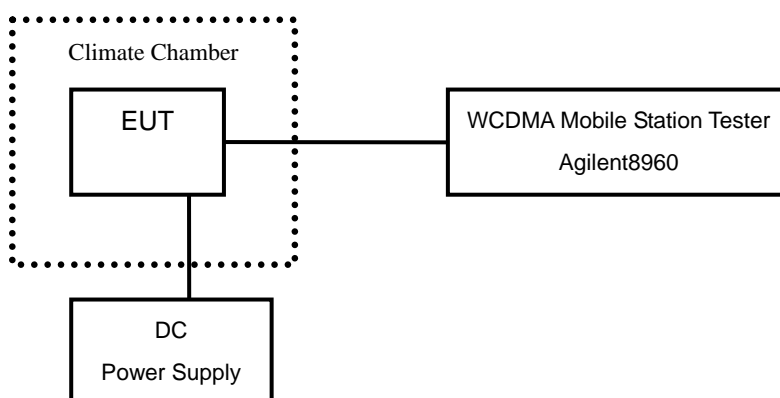 Climate Chamber
EUT
WCDMA Mobile Station Tester
Agilent8960
DC
Power Supply